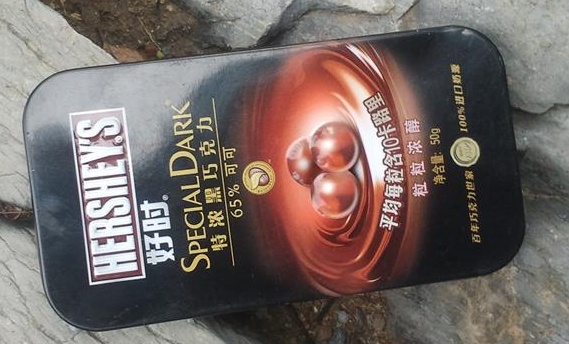 HERSHEY'S
好时®
SPECIAL DARK
特浓黑巧克力
65% 可可
平均每粒含10卡微甜
粒粒浓醇
净含量: 50g
百年巧克力世家
100%进口奶源